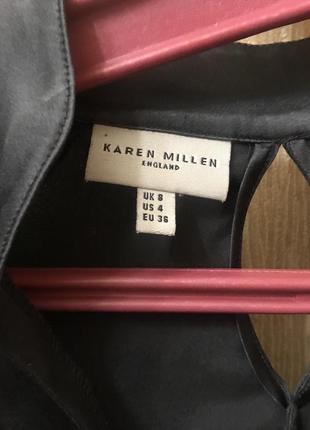 KAREN MILLEN
ENGLAND
UK 8
US 4
EU 36